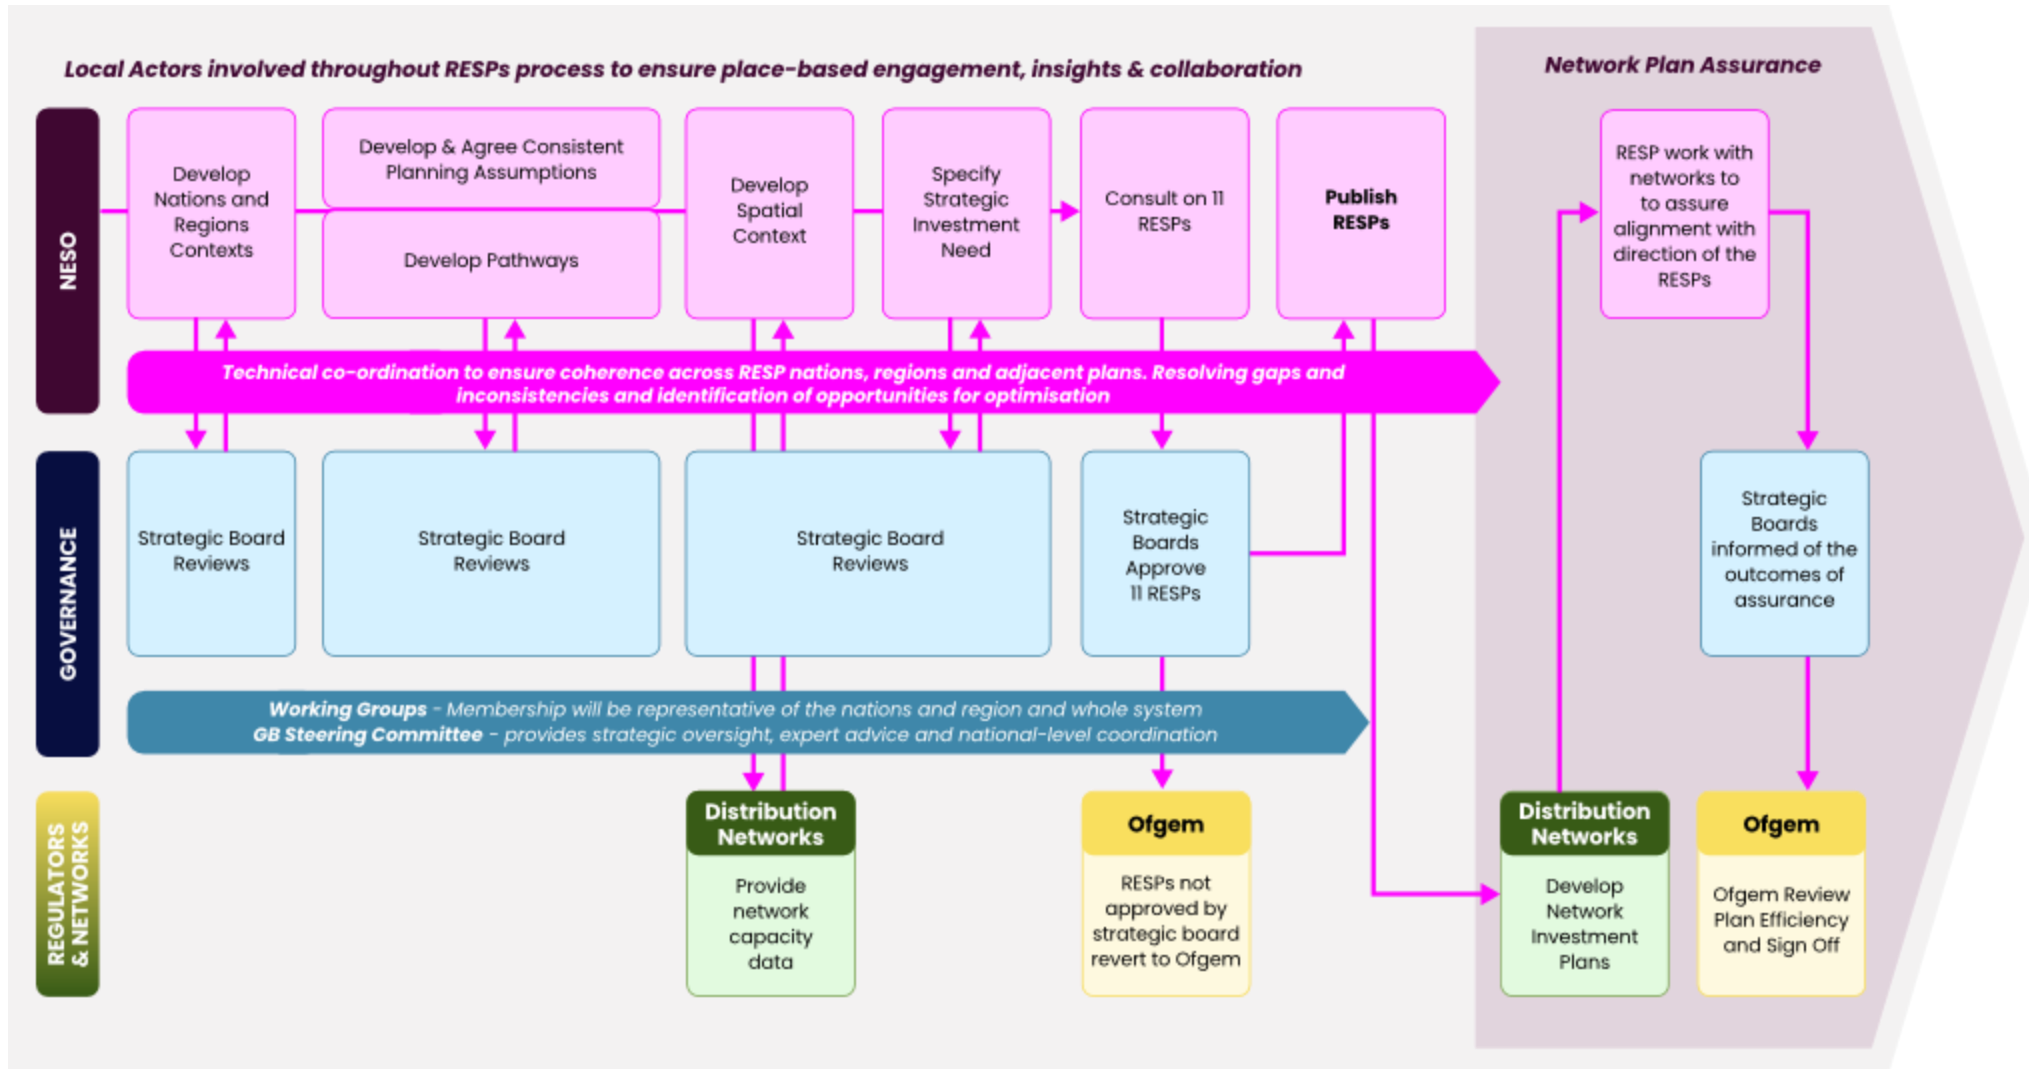 Local Actors involved throughout RESPs process to ensure place-based engagement, insights & collaboration
Network Plan Assurance
NESO
Develop
Nations and
Regions
Contexts
Develop & Agree Consistent
Planning Assumptions
Develop Pathways
Develop
Spatial
Context
Specify
Strategic
Investment
Need
Consult on 11
RESPs
Publish
RESPs
RESP work with
networks to
to assure
alignment with
direction of the
RESPs
Technical co-ordination to ensure coherence across RESP nations, regions and adjacent plans. Resolving gaps and
inconsistencies and identification of opportunities for optimisation
GOVERNANCE
Strategic Board
Reviews
Strategic Board
Reviews
Strategic Board
Reviews
Strategic
Boards
Approve
11 RESPs
Strategic
Boards
informed of the
outcomes of
assurance
Working Groups - Membership will be representative of the nations and region and whole system
GB Steering Committee - provides strategic oversight, expert advice and national-level coordination
REGULATORS
& NETWORKS
Distribution
Networks
Provide
network
capacity
data
Ofgem
RESPs not
approved by
strategic board
revert to Ofgem
Distribution
Networks
Develop
Network
Investment
Plans
Ofgem
Ofgem Review
Plan Efficiency
and Sign Off